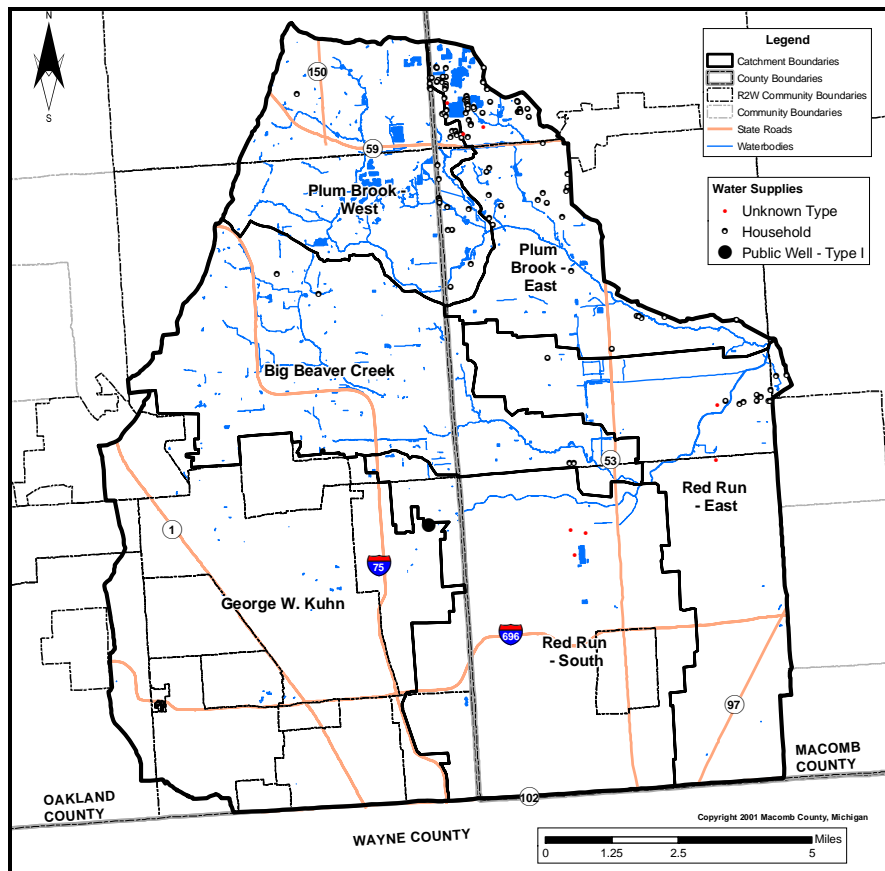 N
S
150
59
Plum Brook -
West
Plum
Brook -
East
Big Beaver Creek
53
Red Run
- East
1
75
George W. Kuhn
696
Red Run
- South
97
MACOMB
COUNTY
OAKLAND
COUNTY
102
WAYNE COUNTY
Legend
Catchment Boundaries
County Boundaries
R2W Community Boundaries
Community Boundaries
State Roads
Waterbodies
Water Supplies
Unknown Type
Household
Public Well - Type I
Copyright 2001 Macomb County, Michigan
Miles
0 1.25 2.5 5